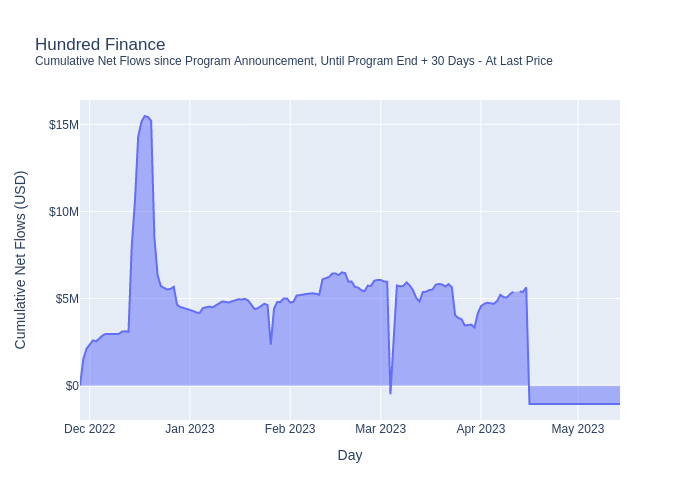 Hundred Finance
Cumulative Net Flows since Program Announcement, Until Program End + 30 Days - At Last Price
Cumulative Net Flows (USD)
$15M
$10M
$5M
$0
Dec 2022 Jan 2023 Feb 2023 Mar 2023 Apr 2023 May 2023
Day